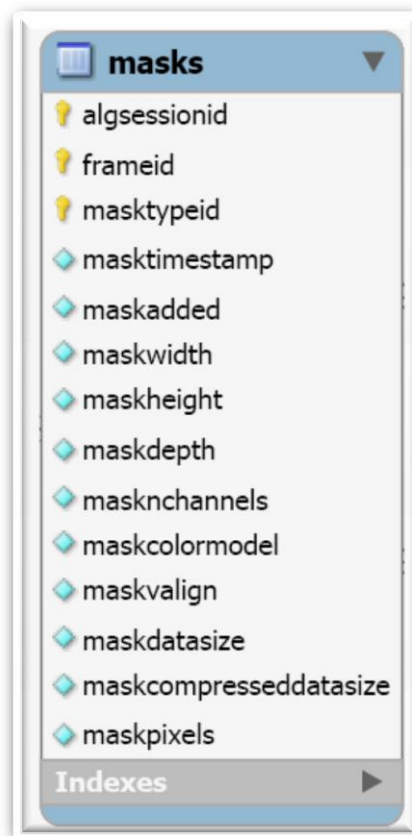 masks
algsessionid
frameid
masktypeid
masktimestamp
maskadded
maskwidth
maskheight
maskdepth
masknchannels
maskcolormodel
maskvalign
maskdatasize
maskcompresseddatasize
maskpixels
Indexes